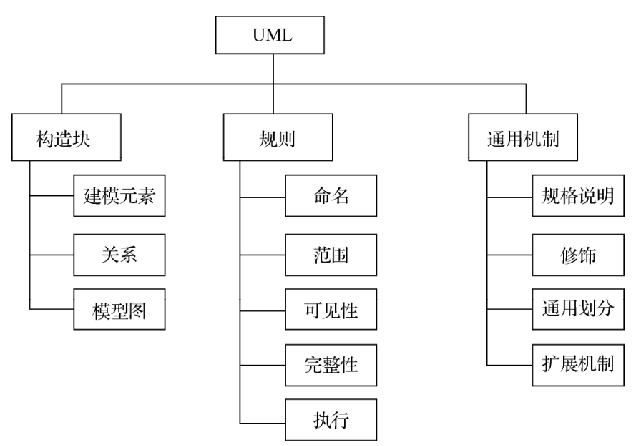 UML
构造块
规则
通用机制
建模元素
命名
规格说明
关系
范围
修饰
模型图
可见性
通用划分
完整性
扩展机制
执行